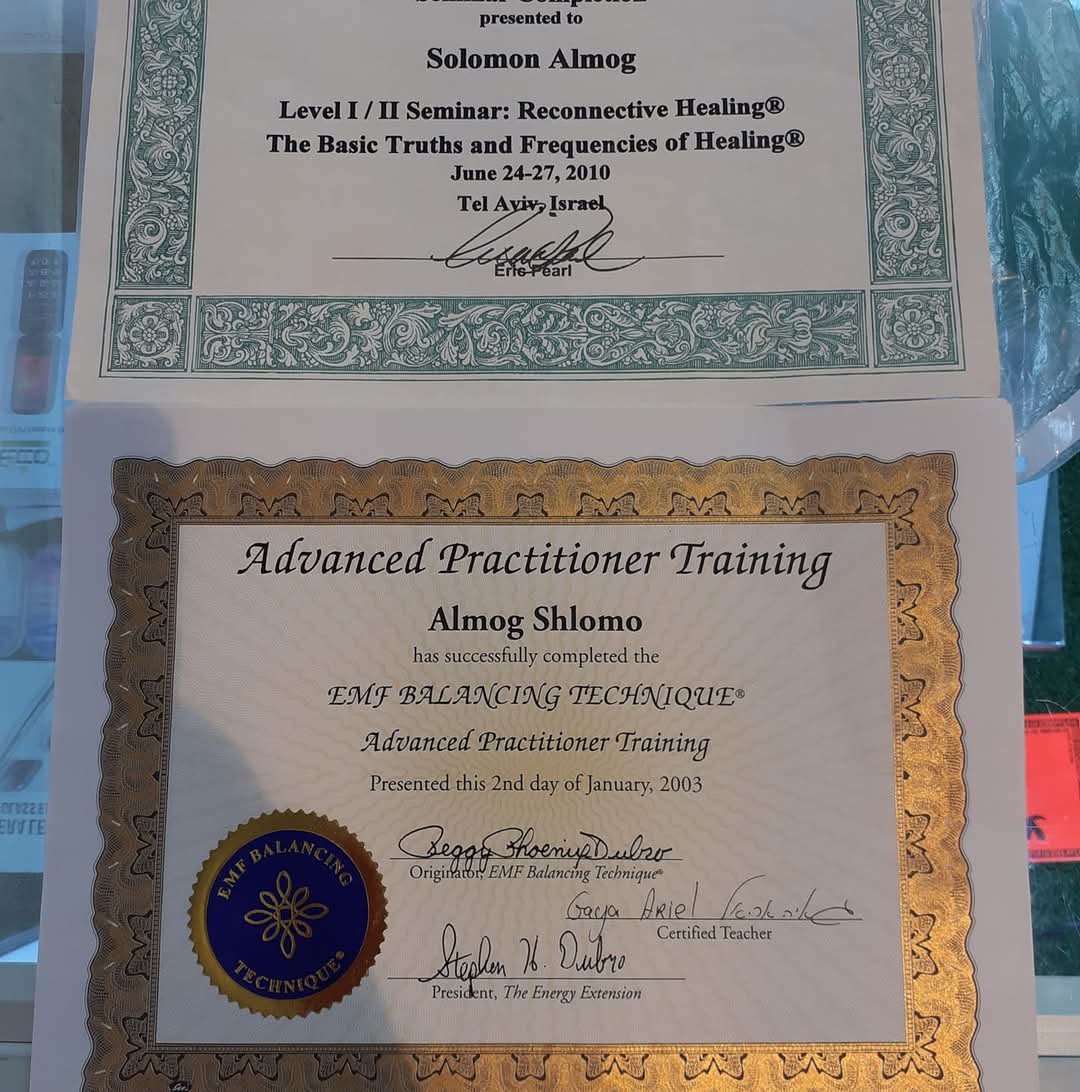 presented to
Solomon Almog
Level I / II Seminar: Reconnective Healing®
The Basic Truths and Frequencies of Healing®
June 24-27, 2010
Tel Aviv, Israel
Eric Pearl
Advanced Practitioner Training
Almog Shlomo
has successfully completed the
EMF BALANCING TECHNIQUE®
Advanced Practitioner Training
Presented this 2nd day of January, 2003
Peggy Phoenix Dubro
Originator, EMF Balancing Technique®
Gaya Ariel
Certified Teacher
Stephen H. Dubro
President, The Energy Extension
EMF BALANCING
TECHNIQUE®